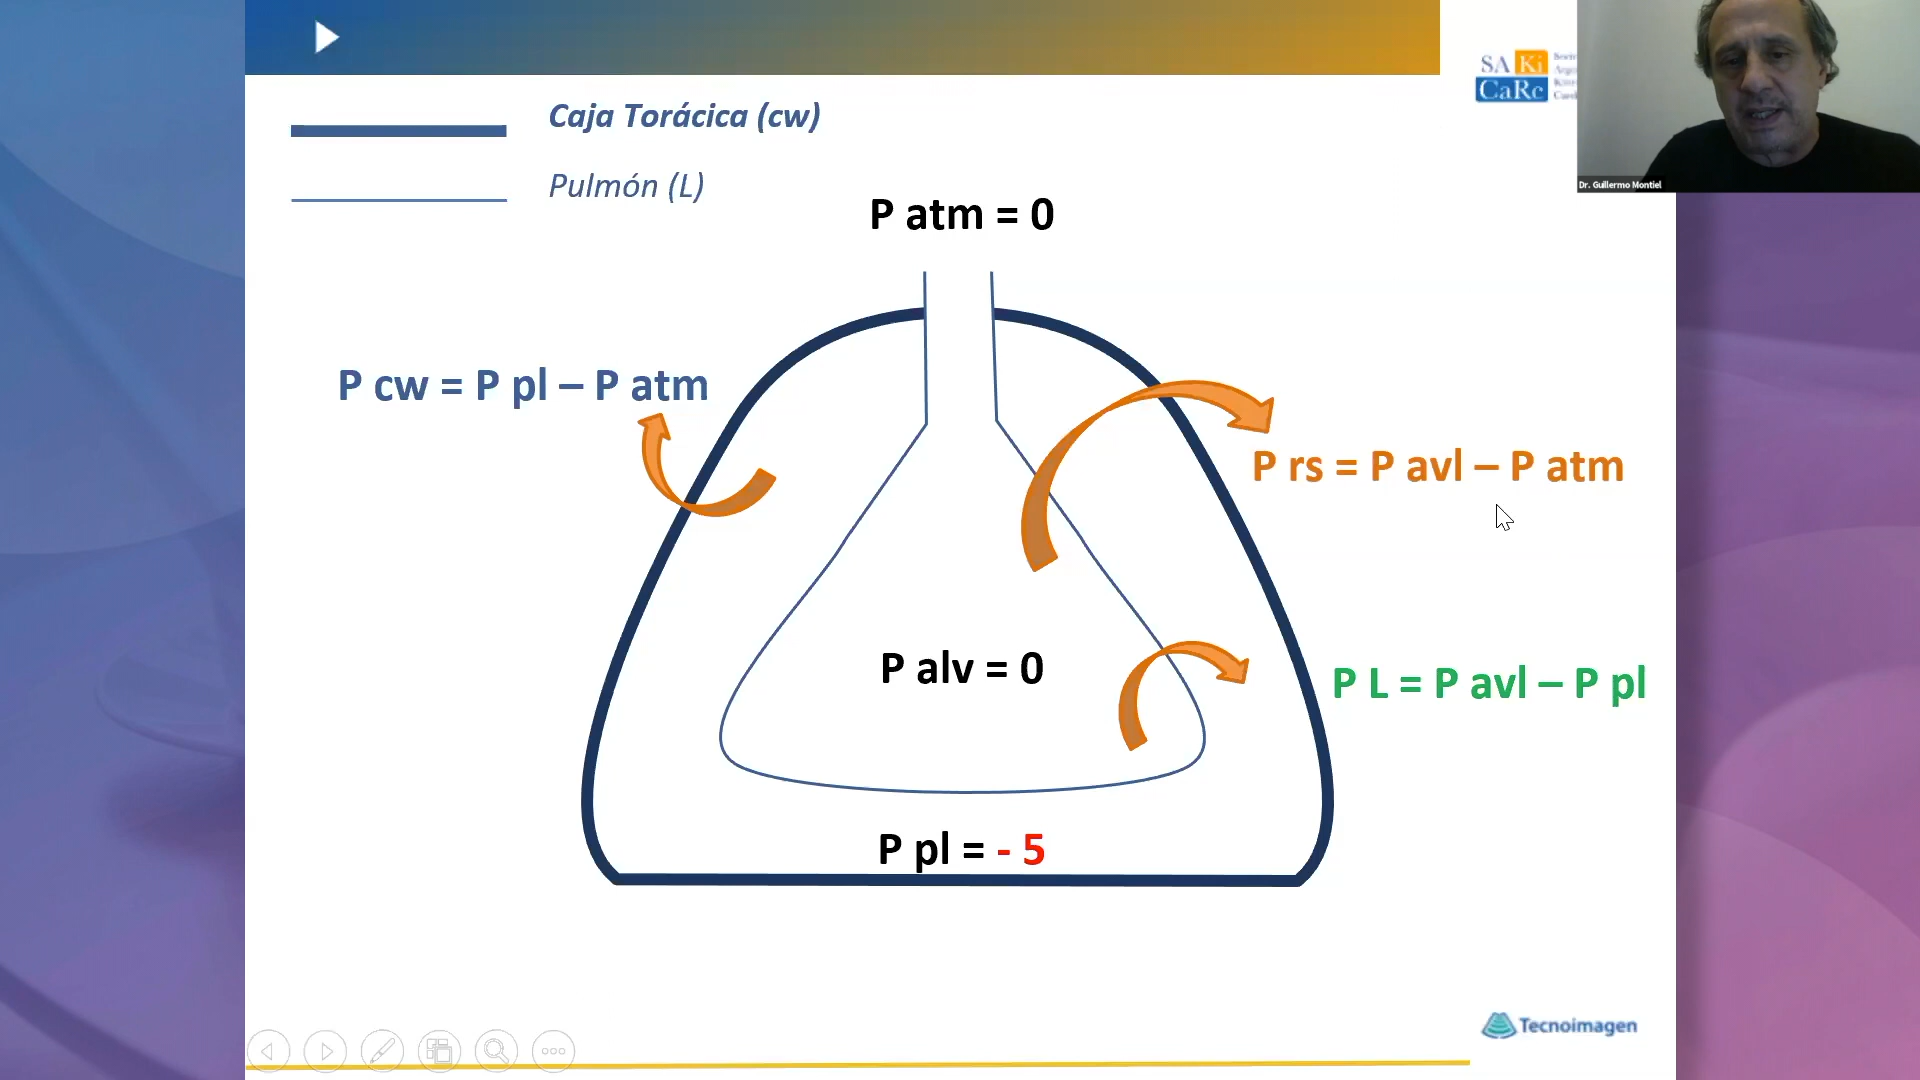 Caja Torácica (cw)
SA Ki
CaRc
Pulmón (L)
Dr. Guillermo Montiel
P atm = 0
P cw = P pl – P atm
P rs = P avl – P atm
P alv = 0
P L = P avl – P pl
P pl = - 5
Tecnoimagen